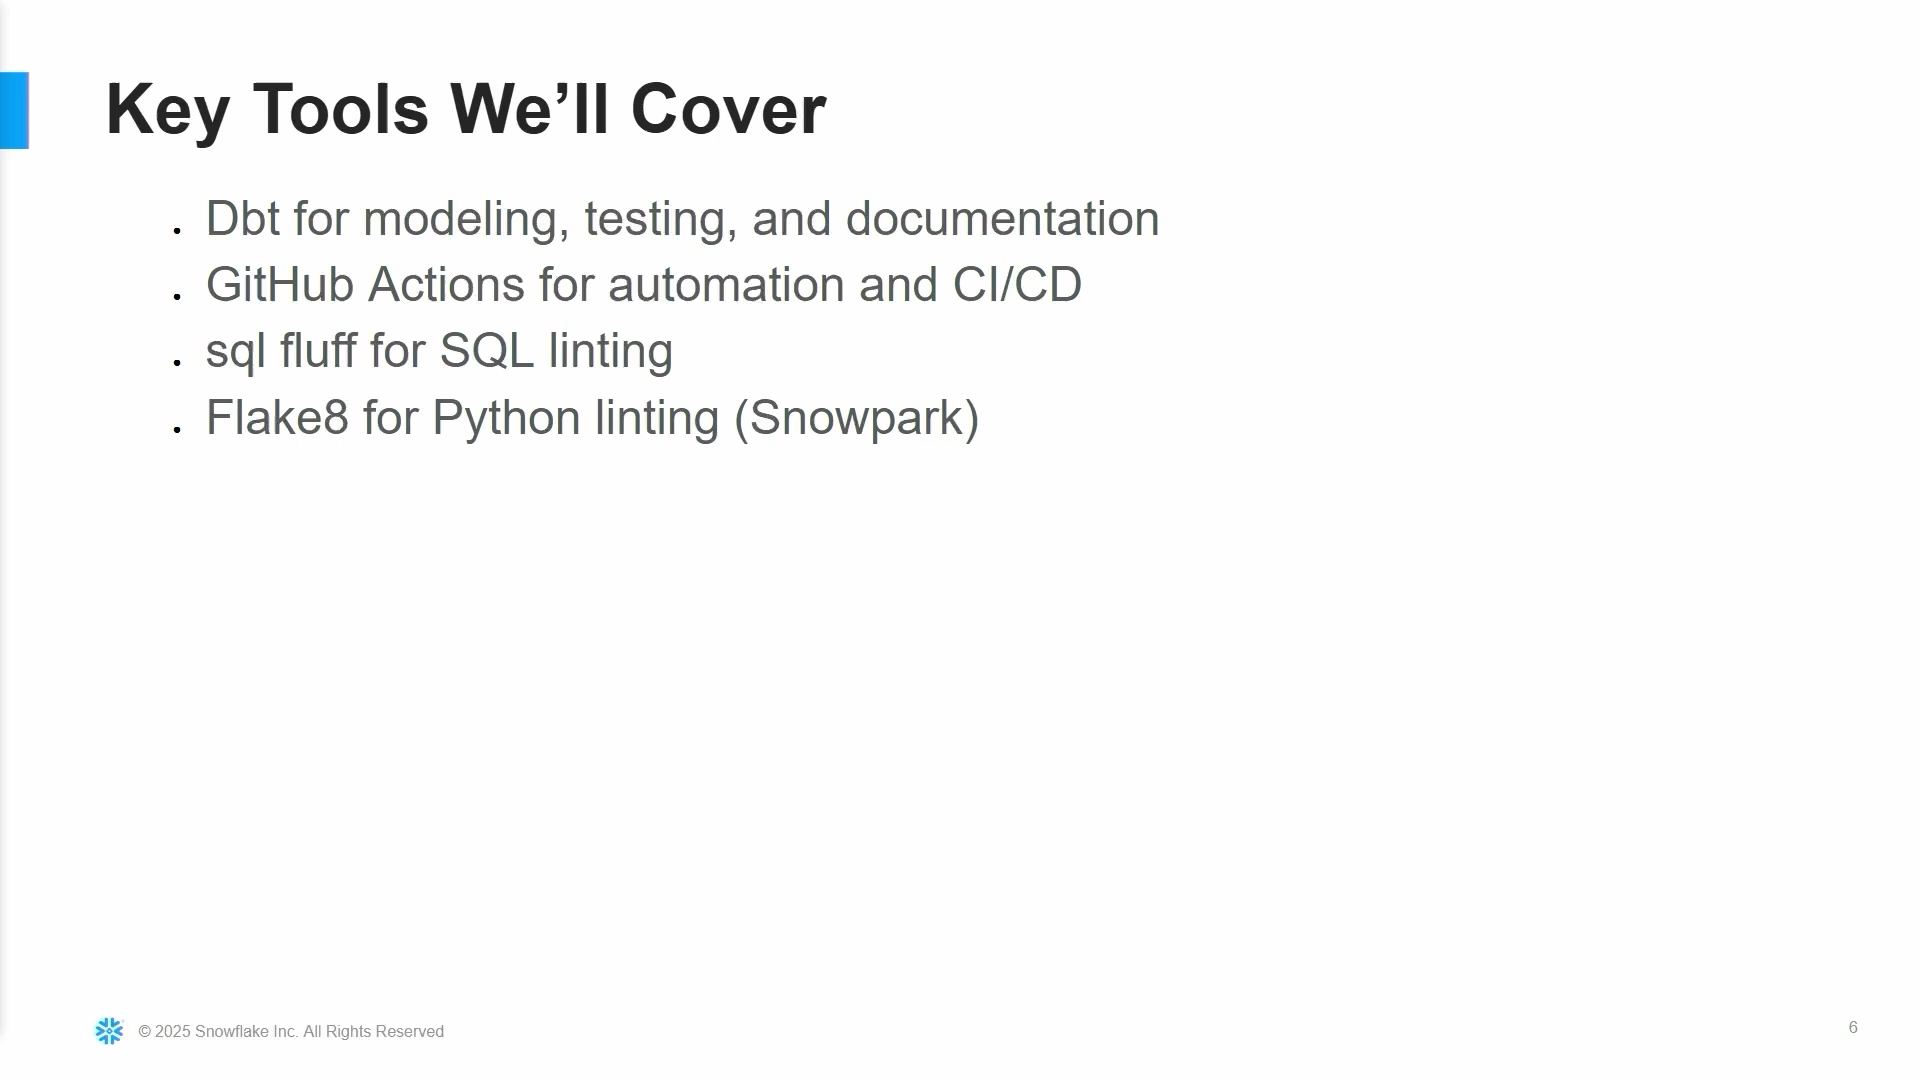 Key Tools We’ll Cover
. Dbt for modeling, testing, and documentation
. GitHub Actions for automation and CI/CD
. sql fluff for SQL linting
. Flake8 for Python linting (Snowpark)
© 2025 Snowflake Inc. All Rights Reserved
6